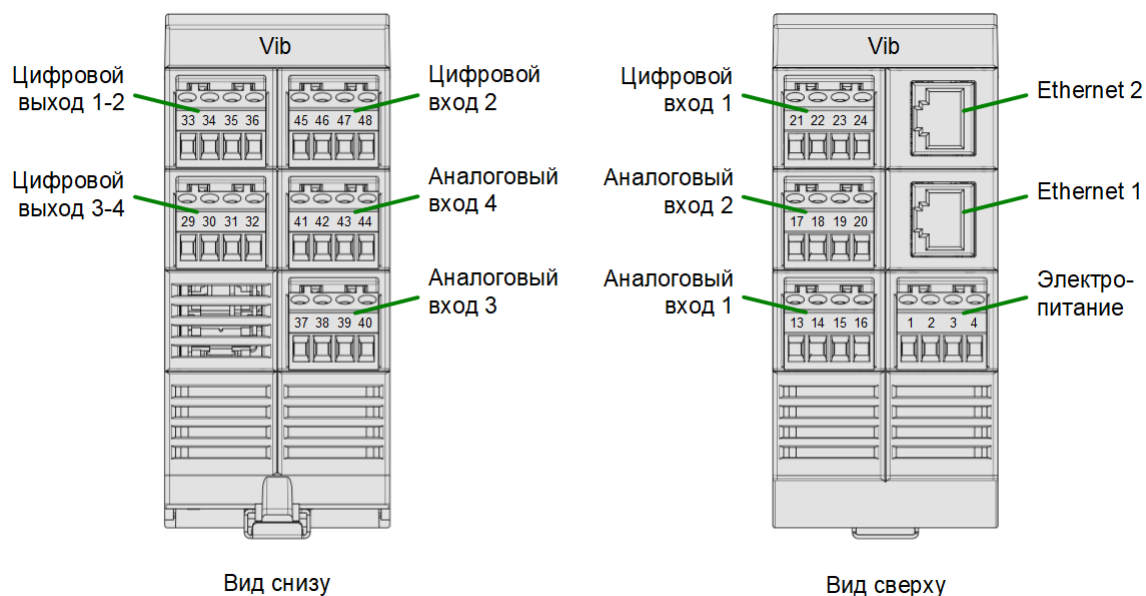 Vib
Цифровой
выход 1-2
33 34 35 36
45 46 47 48
Цифровой
вход 2
Цифровой
выход 3-4
29 30 31 32
41 42 43 44
Аналоговый
вход 4
37 38 39 40
Аналоговый
вход 3
Вид снизу
Vib
Цифровой
вход 1
21 22 23 24
Ethernet 2
Аналоговый
вход 2
17 18 19 20
Ethernet 1
Аналоговый
вход 1
13 14 15 16
1 2 3 4
Электро-
питание
Вид сверху